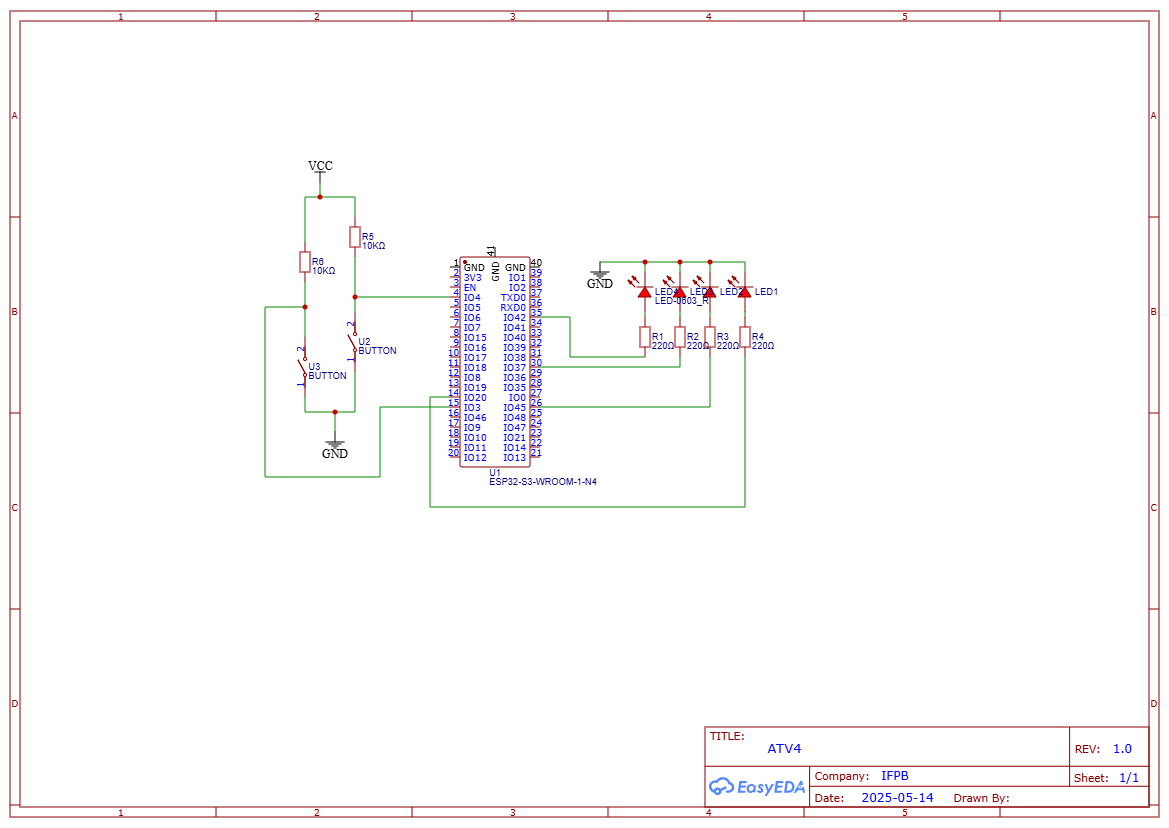 1 2 3 4 5
A A
B B
C C
D D
1 2 3 4 5
VCC
R5
10KΩ
R6
10KΩ
2
U2
BUTTON
1
2
U3
BUTTON
1
GND
41
GND
1 GND GND 40
2 3V3 IO1 39
3 EN IO2 38
4 IO4 TXD0 37
5 IO5 RXD0 36
6 IO6 IO42 35
7 IO7 IO41 34
8 IO15 IO40 33
9 IO16 IO39 32
10 IO17 IO38 31
11 IO18 IO37 30
12 IO8 IO36 29
13 IO19 IO35 28
14 IO20 IO0 27
15 IO3 IO45 26
16 IO46 IO48 25
17 IO9 IO47 24
18 IO10 IO21 23
19 IO11 IO14 22
20 IO12 IO13 21
U1
ESP32-S3-WROOM-1-N4
GND
LED4 LED2 LED1
LED-0603_R
R1 R2 R3 R4
220Ω 220Ω 220Ω 220Ω
TITLE:
ATV4
REV: 1.0
EasyEDA
Company: IFPB
Sheet: 1/1
Date: 2025-05-14 Drawn By: